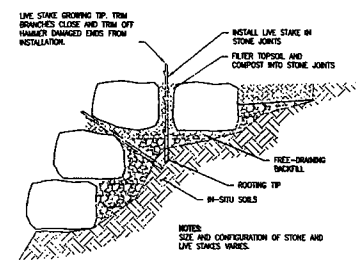 LIVE STAKE GROWING TIP. TRIM
BRANCHES CLOSE AND TRIM OFF
HAMMER DAMAGED ENDS FROM
INSTALLATION.
INSTALL LIVE STAKE IN
STONE JOINTS
FILTER TOPSOIL AND
COMPOST INTO STONE JOINTS
FREE-DRAINING
BACKFILL
ROOTING TIP
IN-SITU SOILS
NOTES:
SIZE AND CONFIGURATION OF STONE AND
LIVE STAKES VARIES.